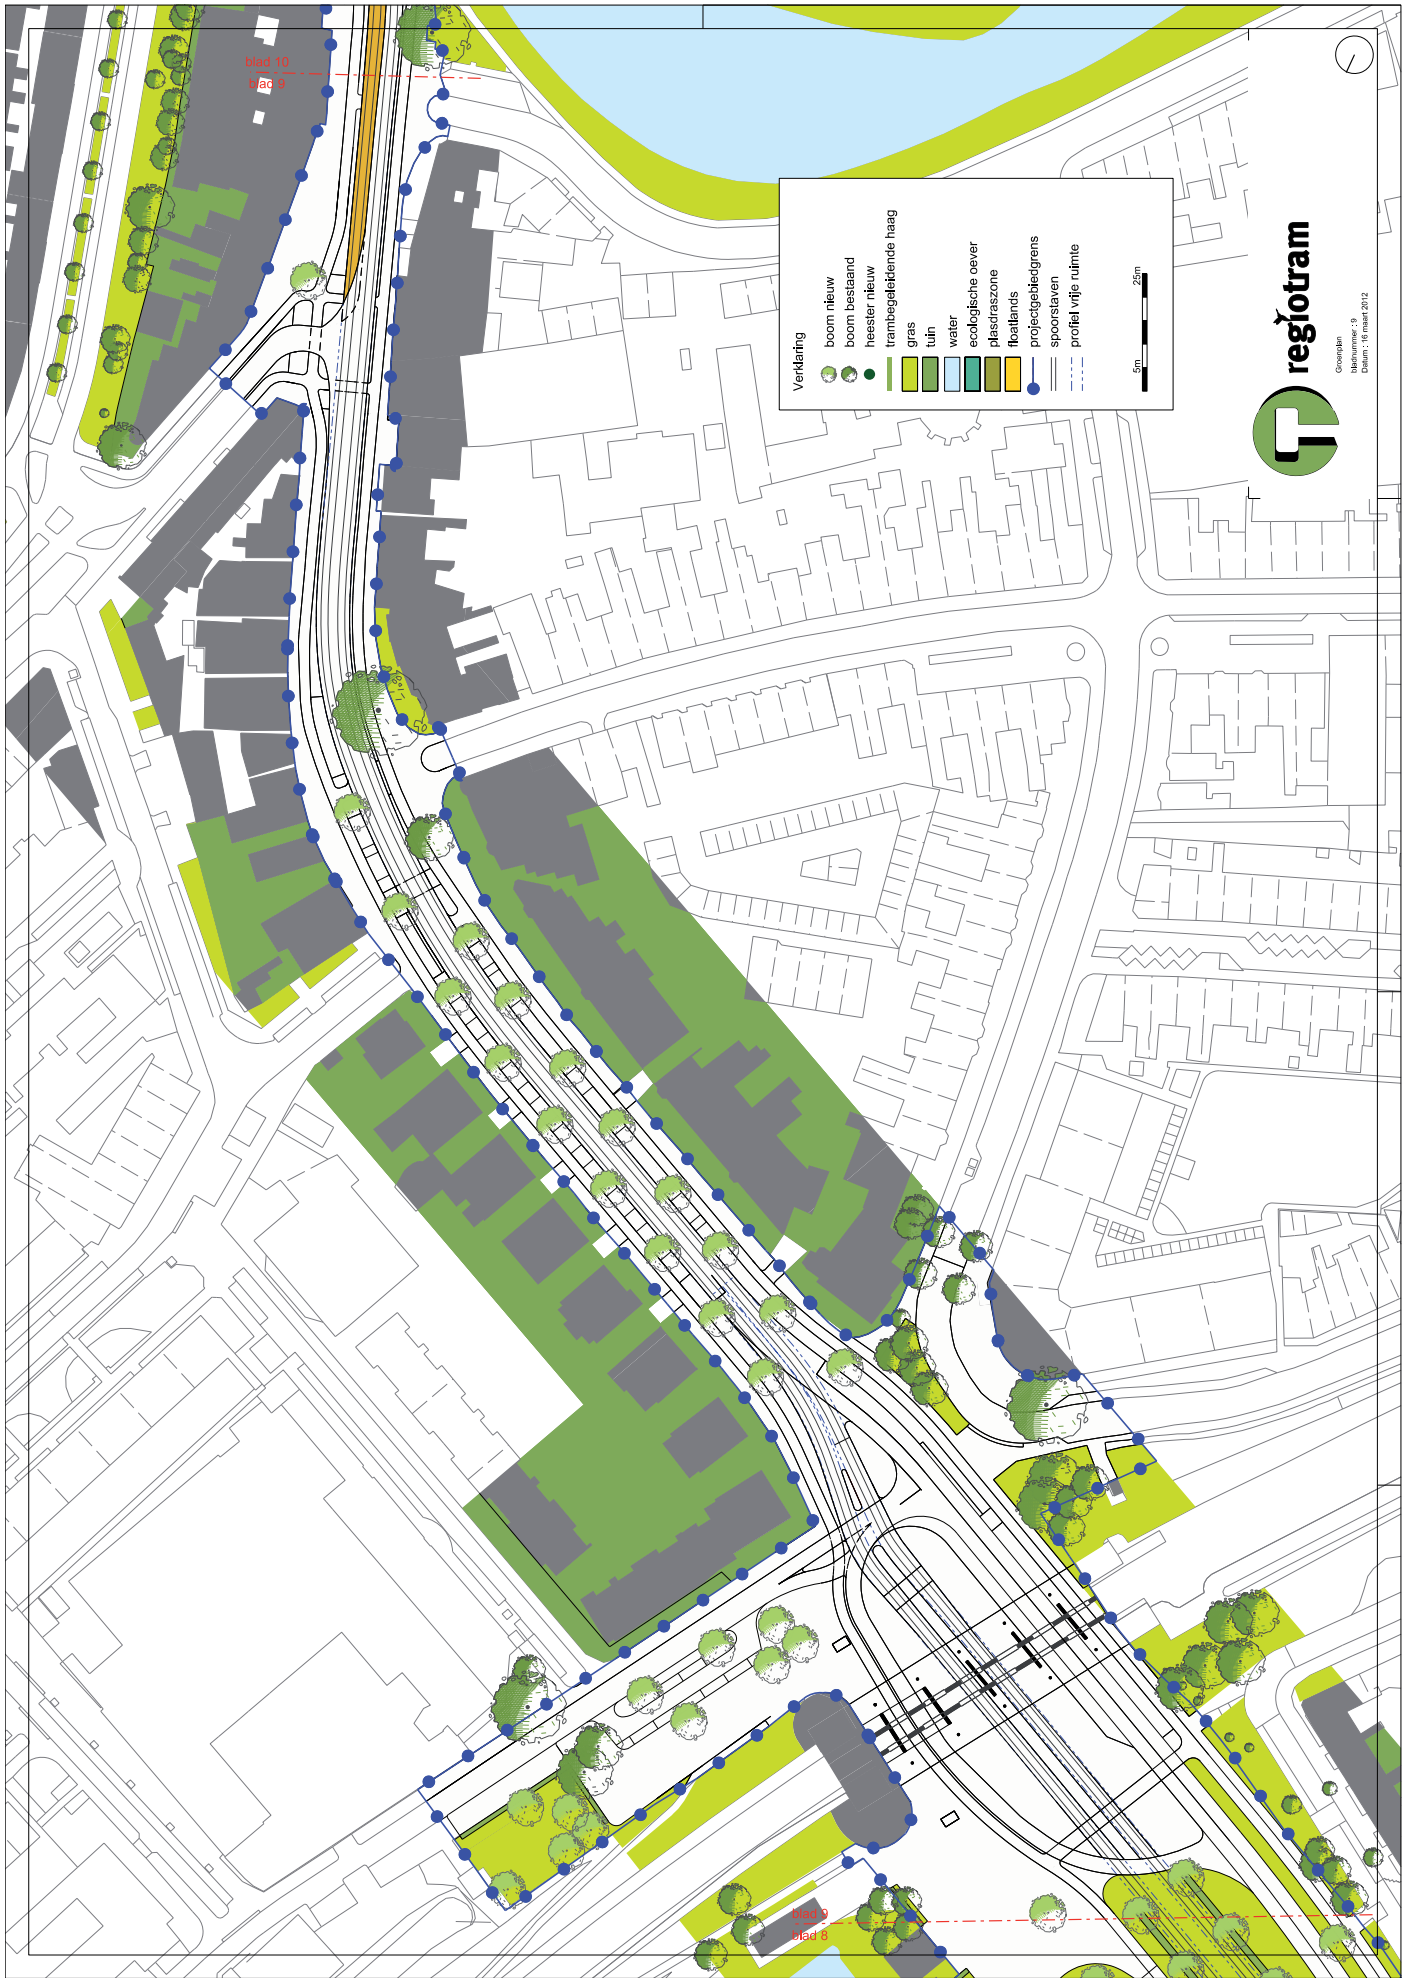 blad 10
blad 9
Verklaring
boom nieuw
boom bestaand
heester nieuw
trambegeleidende haag
gras
tuin
water
ecologische oever
plasdraszone
floatlands
projectgebiedgrens
spoorstaven
profiel vrije ruimte
5m
25m
regiotram
Groenplan
bladnummer : 9
Datum : 16 maart 2012
blad 9
blad 8